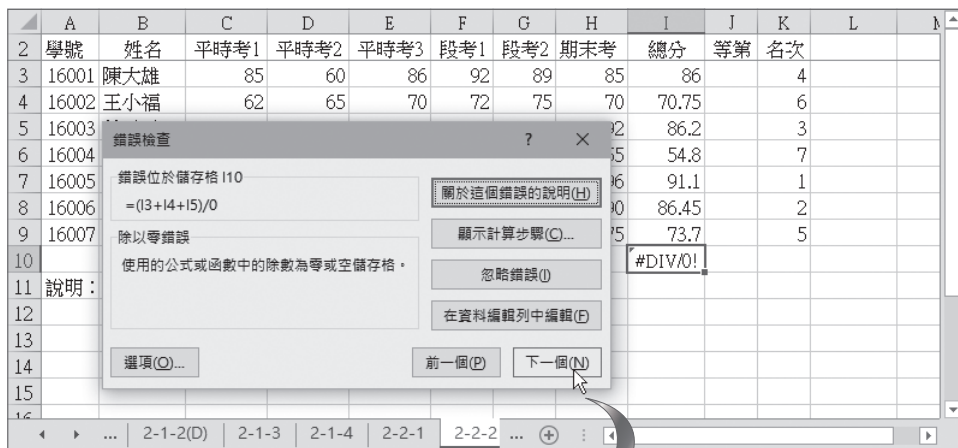 A B C D E F G H I J K L
2 學號 姓名 平時考1 平時考2 平時考3 段考1 段考2 期末考 總分 等第 名次
3 16001 陳大雄 85 60 86 92 89 85 86 4
4 16002 王小福 62 65 70 72 75 70 70.75 6
5 16003 92 86.2 3
6 16004 54.8 7
7 16005 91.1 1
8 16006 86.45 2
9 16007 73.7 5
10 #DIV/0!
11 說明：
12
13
14
15
錯誤檢查 ?
錯誤位於儲存格 I10
=(I3+I4+I5)/0
除以零錯誤
使用的公式或函數中的除數為零或空儲存格。
關於這個錯誤的說明(H)
顯示計算步驟(C)...
忽略錯誤(I)
在資料編輯列中編輯(F)
選項(O)... 前一個(P) 下一個(N)
... 2-1-2(D) 2-1-3 2-1-4 2-2-1 2-2-2 ...